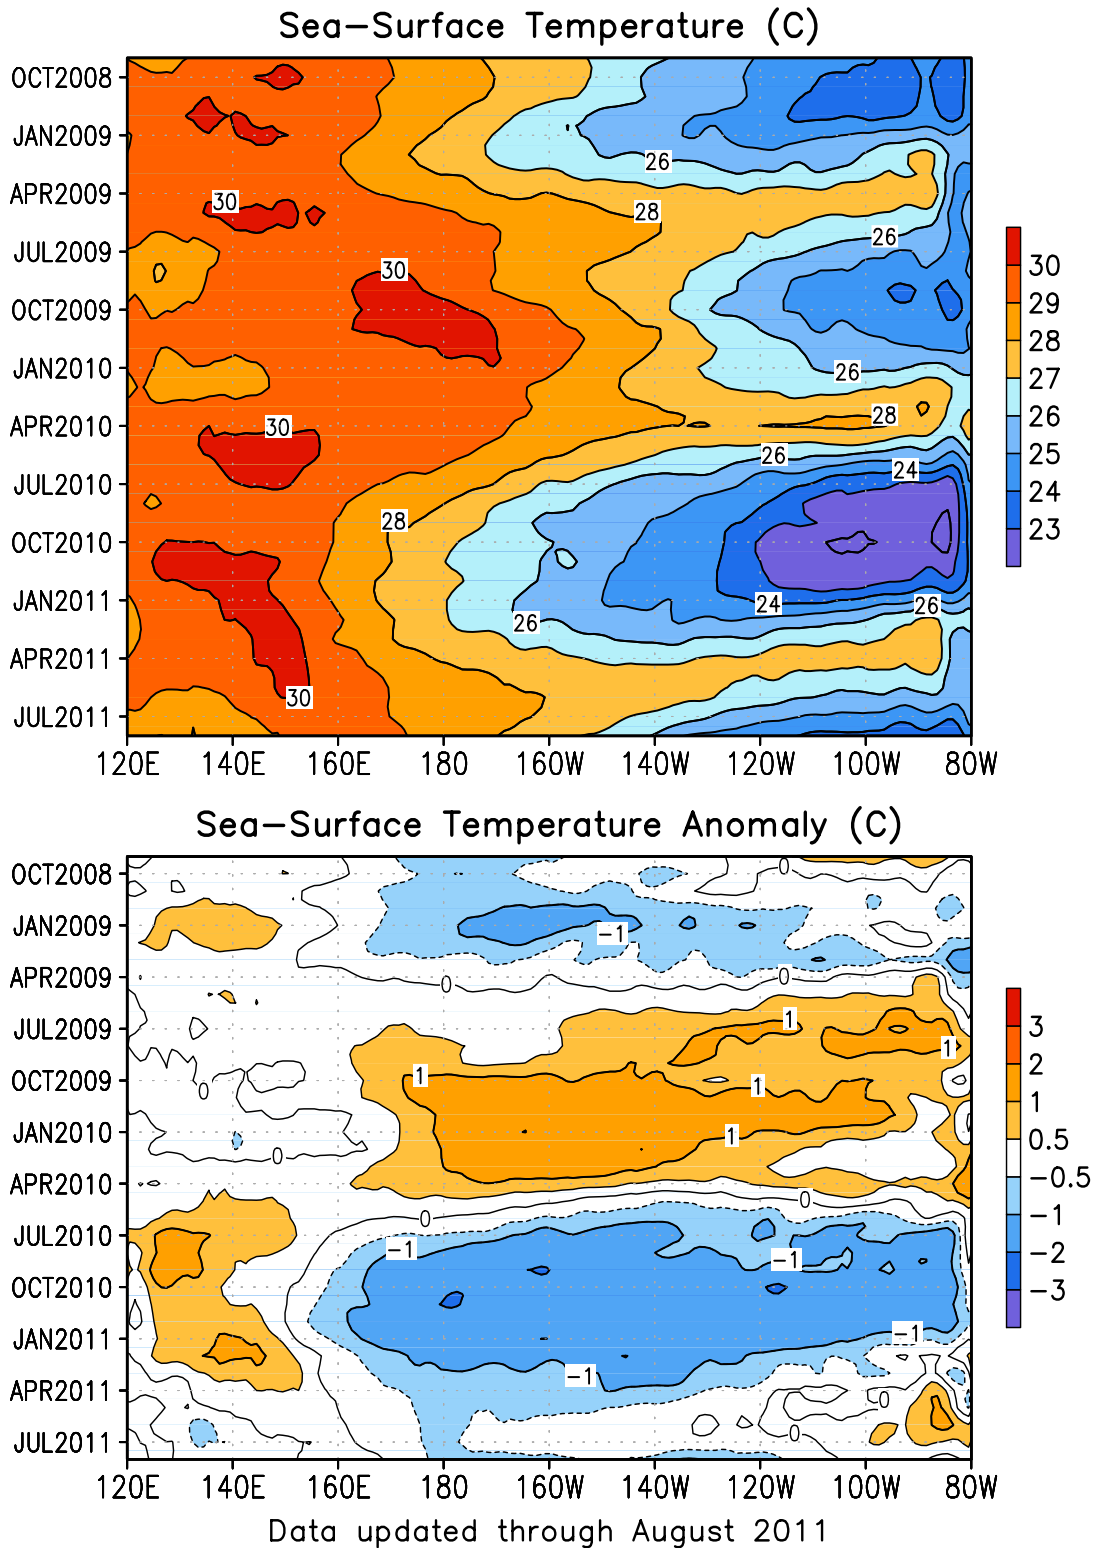 Sea-Surface Temperature (C)
OCT2008
JAN2009
26
APR2009
30
28
26
JUL2009
30
30
29
OCT2009
28
JAN2010
26
27
28
APR2010
30
26
26
24
25
JUL2010
24
28
23
OCT2010
JAN2011
24
26
26
APR2011
30
JUL2011
120E 140E 160E 180 160W 140W 120W 100W 80W
Sea-Surface Temperature Anomaly (C)
OCT2008
0
JAN2009
-1
APR2009
0
0
JUL2009
1
3
1
2
OCT2009
1
1
0
1
JAN2010
1
0.5
0
-0.5
APR2010
0
0
-1
JUL2010
-1
-1
-2
OCT2010
-3
JAN2011
-1
-1
APR2011
0
0
JUL2011
120E 140E 160E 180 160W 140W 120W 100W 80W
Data updated through August 2011